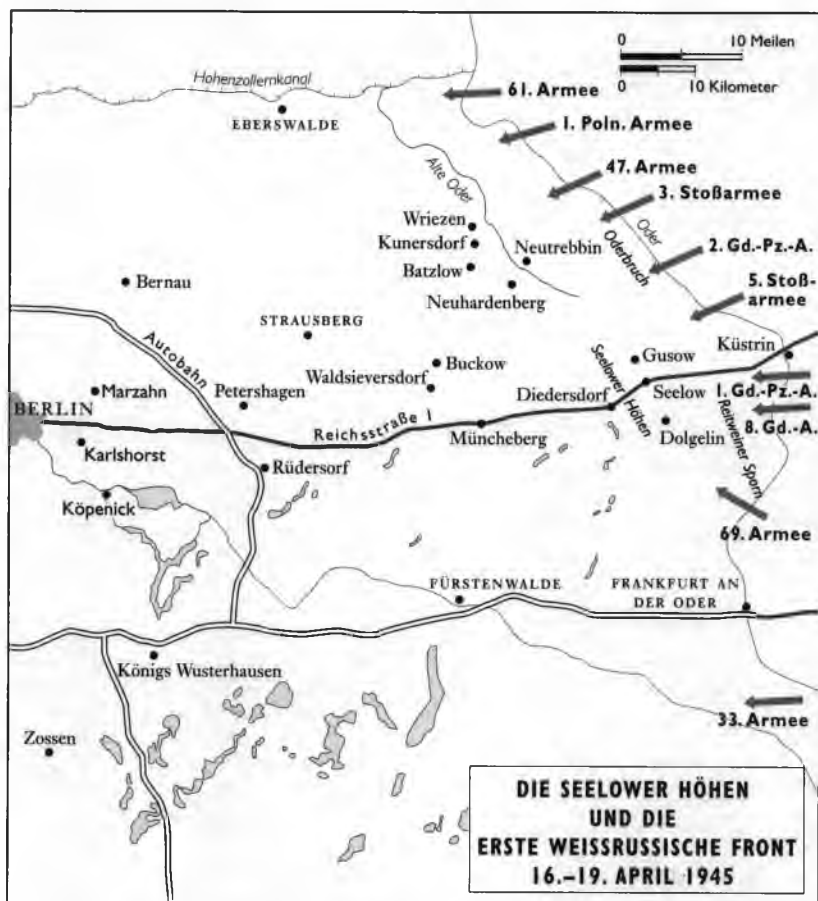 0 10 Meilen
0 10 Kilometer
Hohenzollernkanal
61. Armee
EBERSWALDE
1. Poln. Armee
Alte Oder
47. Armee
3. Stoßarmee
Wriezen
Oder
Kunersdorf
Neutrebbin
Oderbruch
2. Gd.-Pz.-A.
Batzlow
Bernau
Neuhardenberg
5. Stoß-
armee
STRAUSBERG
Autobahn
Küstrin
Buckow
Gusow
Waldsieversdorf
Marzahn
Petershagen
Diedersdorf
Seelower Höhen
Seelow
1. Gd.-Pz.-A.
BERLIN
Reichsstraße 1
Müncheberg
Dolgelin
Reitweiner Sporn
8. Gd.-A.
Karlshorst
Rüdersorf
Köpenick
69. Armee
FÜRSTENWALDE
FRANKFURT AN
DER ODER
Königs Wusterhausen
33. Armee
Zossen
DIE SEELOWER HÖHEN
UND DIE
ERSTE WEISSRUSSISCHE FRONT
16.–19. APRIL 1945